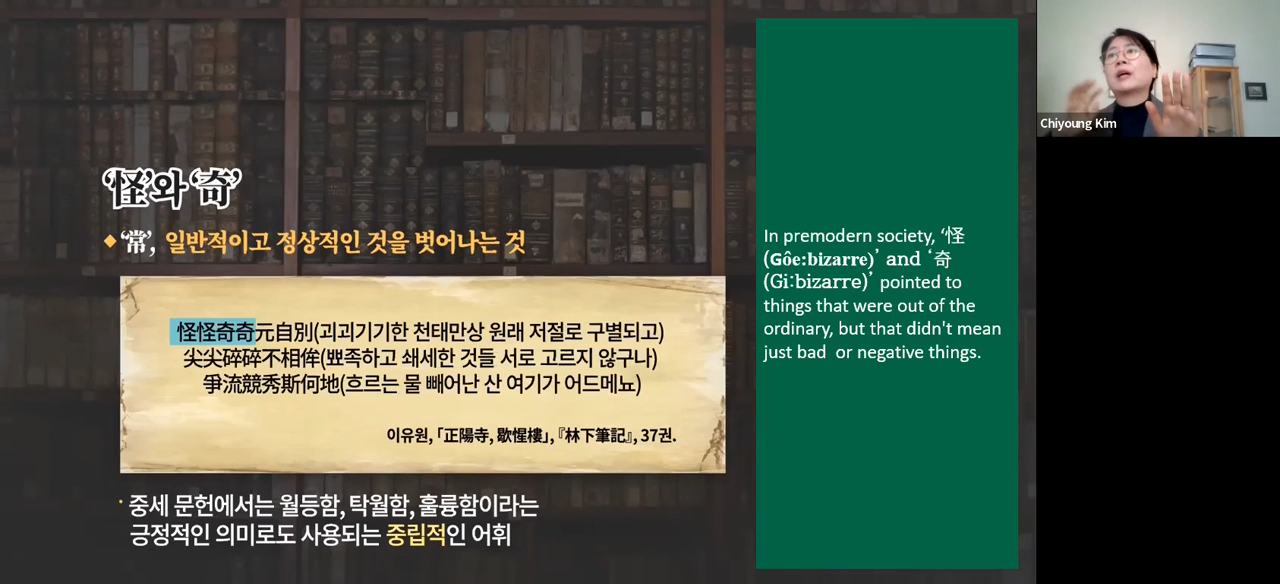 ‘怪’와 ‘奇’
◆‘常’, 일반적이고 정상적인 것을 벗어나는 것
怪怪奇奇元自別(괴괴기기한 천태만상 원래 저절로 구별되고)
尖尖碎碎不相侔(뾰족하고 쇄세한 것들 서로 고르지 않구나)
爭流競秀斯何地(흐르는 물 빼어난 산 여기가 어드메뇨)
이유원, 「正陽寺, 歇惺樓」, 『林下筆記』, 37권.
· 중세 문헌에서는 월등함, 탁월함, 훌륭함이라는
긍정적인 의미로도 사용되는 중립적인 어휘
In premodern society, ‘怪
(Gôe:bizarre)’ and ‘奇
(Gi:bizarre)’ pointed to
things that were out of the
ordinary, but that didn't mean
just bad or negative things.
Chiyoung Kim